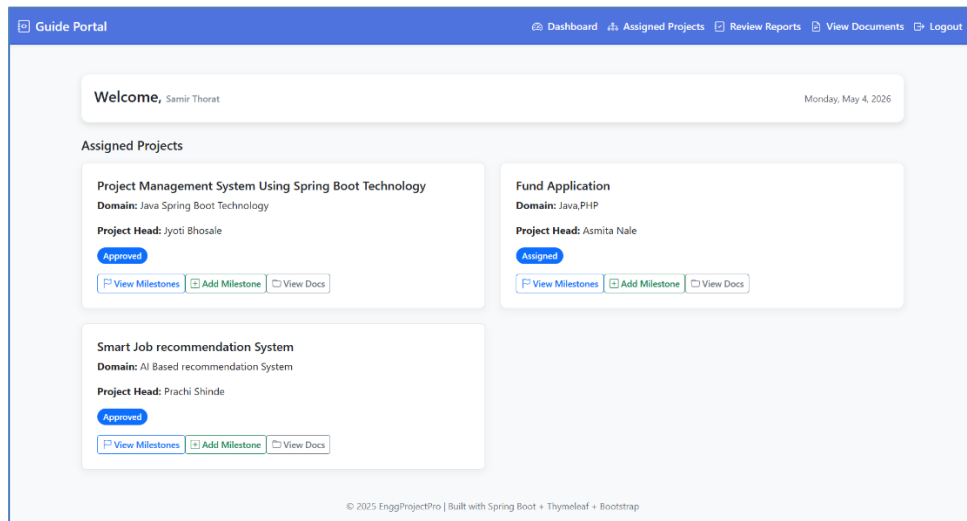 Guide Portal
Dashboard Assigned Projects Review Reports View Documents Logout
Welcome, Samir Thorat
Monday, May 4, 2026
Assigned Projects
Project Management System Using Spring Boot Technology
Domain: Java Spring Boot Technology
Project Head: Jyoti Bhosale
Approved
View Milestones Add Milestone View Docs
Fund Application
Domain: Java,PHP
Project Head: Asmita Nale
Assigned
View Milestones Add Milestone View Docs
Smart Job recommendation System
Domain: AI Based recommendation System
Project Head: Prachi Shinde
Approved
View Milestones Add Milestone View Docs
© 2025 EnggProjectPro | Built with Spring Boot + Thymeleaf + Bootstrap